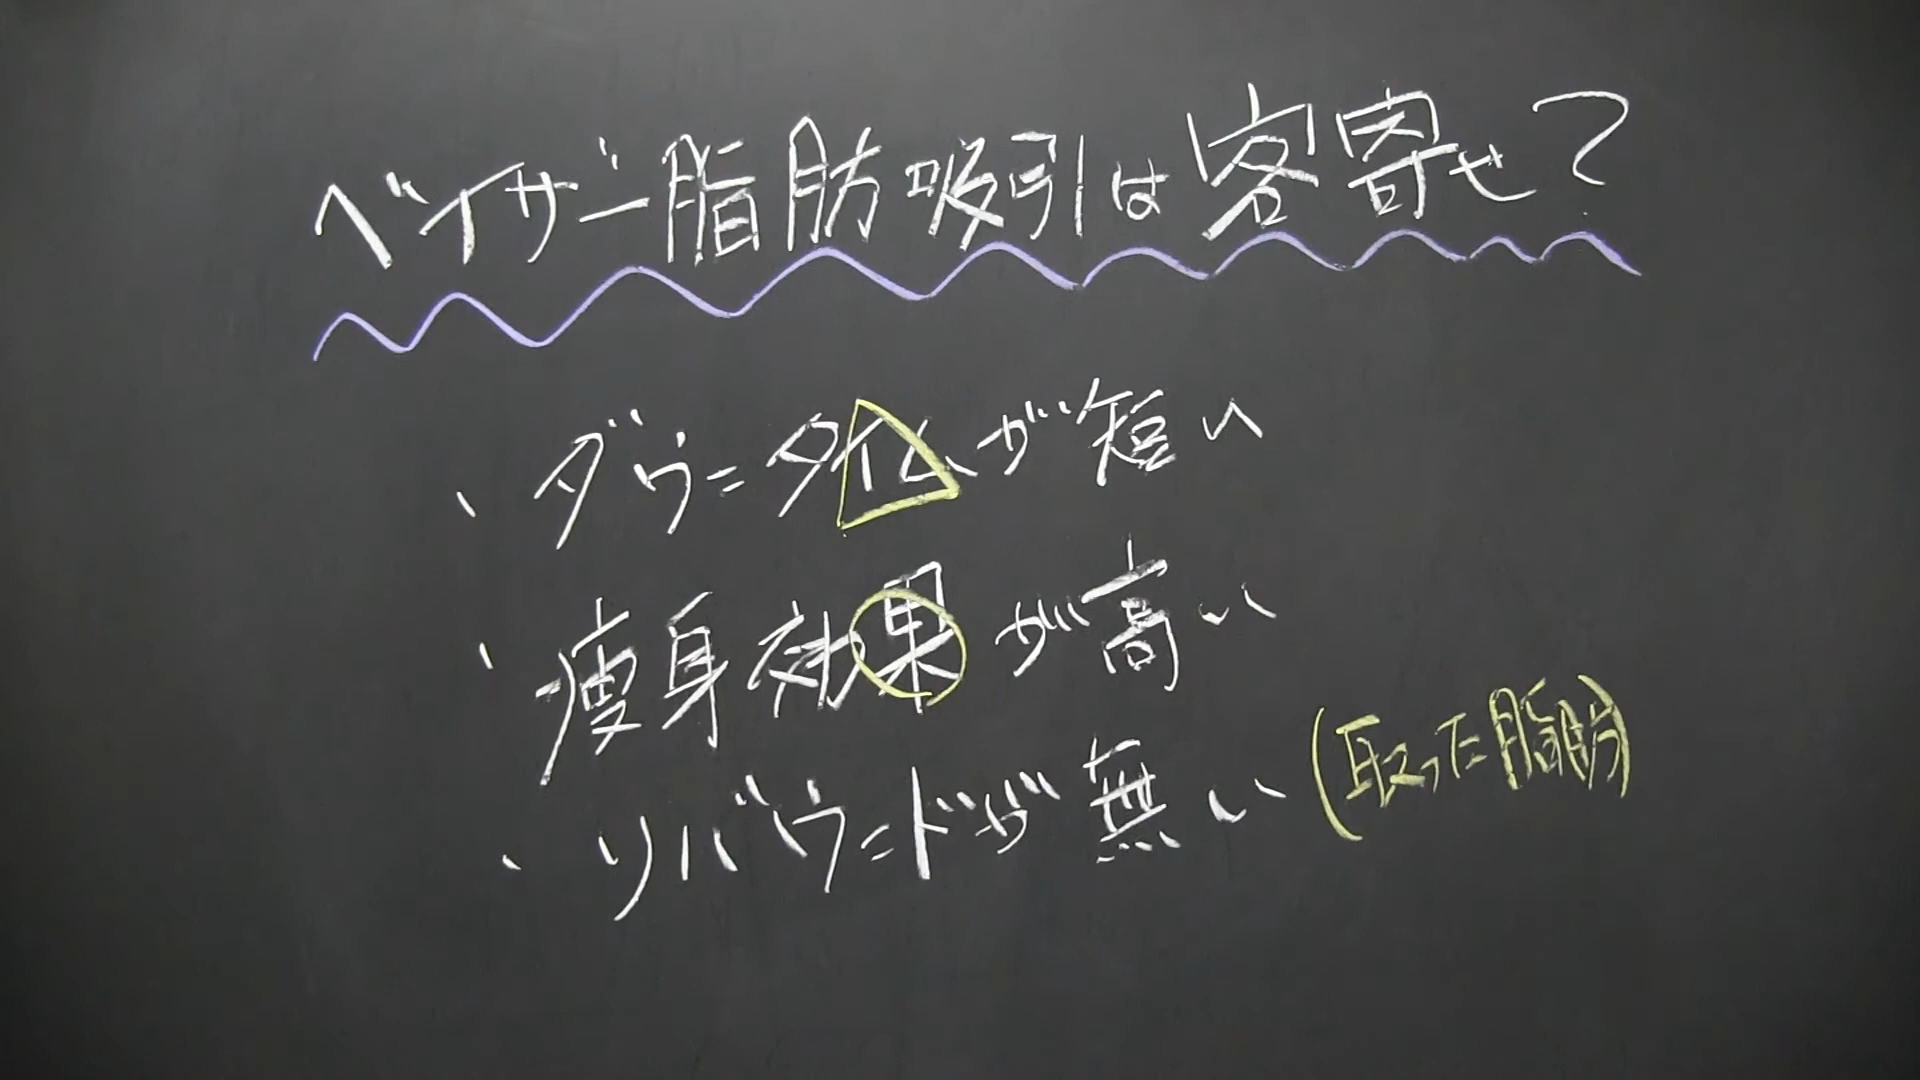 ベイザー脂肪吸引は客寄せ?
・ダウンタイムが短い
・痩身効果が高い
・リバウンドが無い(取った脂肪)